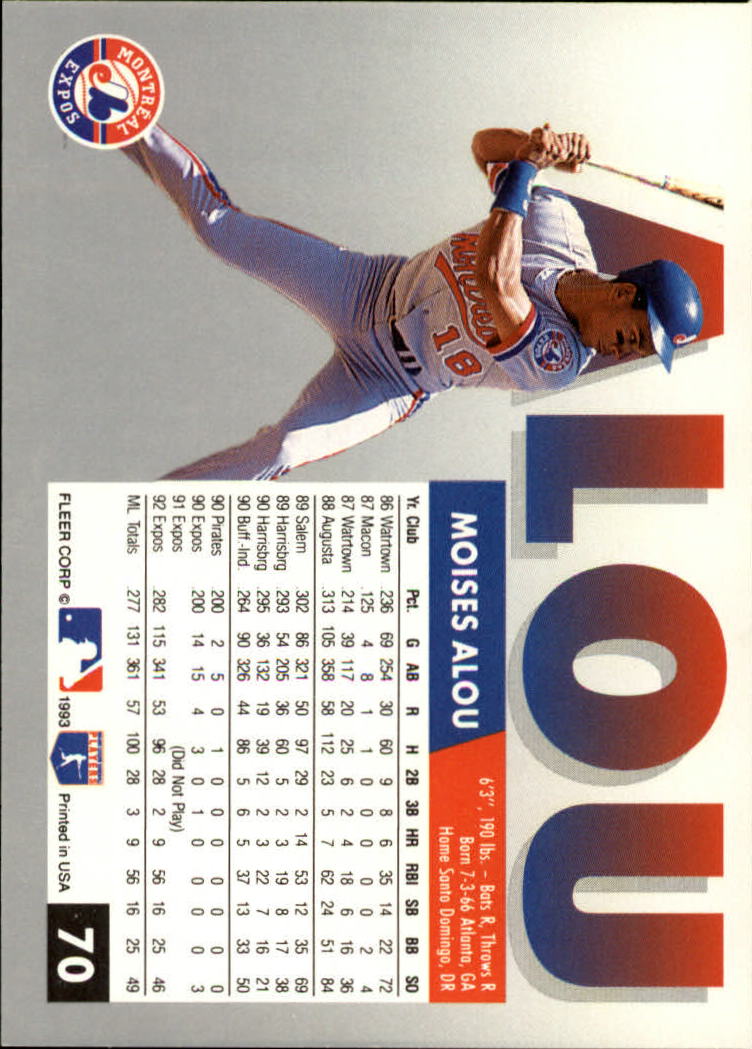 ALOU
Expos
18
MONTRÉAL
EXPOS
MOISES ALOU
6'3", 190 lbs. – Bats R, Throws R
Born 7-3-66 Atlanta, GA
Home Santo Domingo, DR
Yr. Club Pct. G AB R H 2B 3B HR RBI SB BB SO
86 Watrtown .236 69 254 30 60 9 8 6 35 14 22 72
87 Macon .125 4 8 1 1 0 0 0 0 0 2 4
87 Watrtown .214 39 117 20 25 6 2 4 18 6 16 36
88 Augusta .313 105 358 58 112 23 5 7 62 24 51 84
89 Salem .302 86 321 50 97 29 2 14 53 12 35 69
89 Harrisbrg .293 54 205 36 60 5 2 3 19 8 17 38
90 Harrisbrg .295 36 132 19 39 12 2 3 22 7 16 21
90 Buff.-Ind. .264 90 326 44 86 5 6 5 37 13 33 50
90 Pirates .200 2 5 0 1 0 0 0 0 0 0 0
90 Expos .200 14 15 4 3 0 1 0 0 0 0 3
91 Expos (Did Not Play)
92 Expos .282 115 341 53 96 28 2 9 56 16 25 46
ML Totals .277 131 361 57 100 28 3 9 56 16 25 49
FLEER CORP © 1993 PLAYERS Printed in USA
70